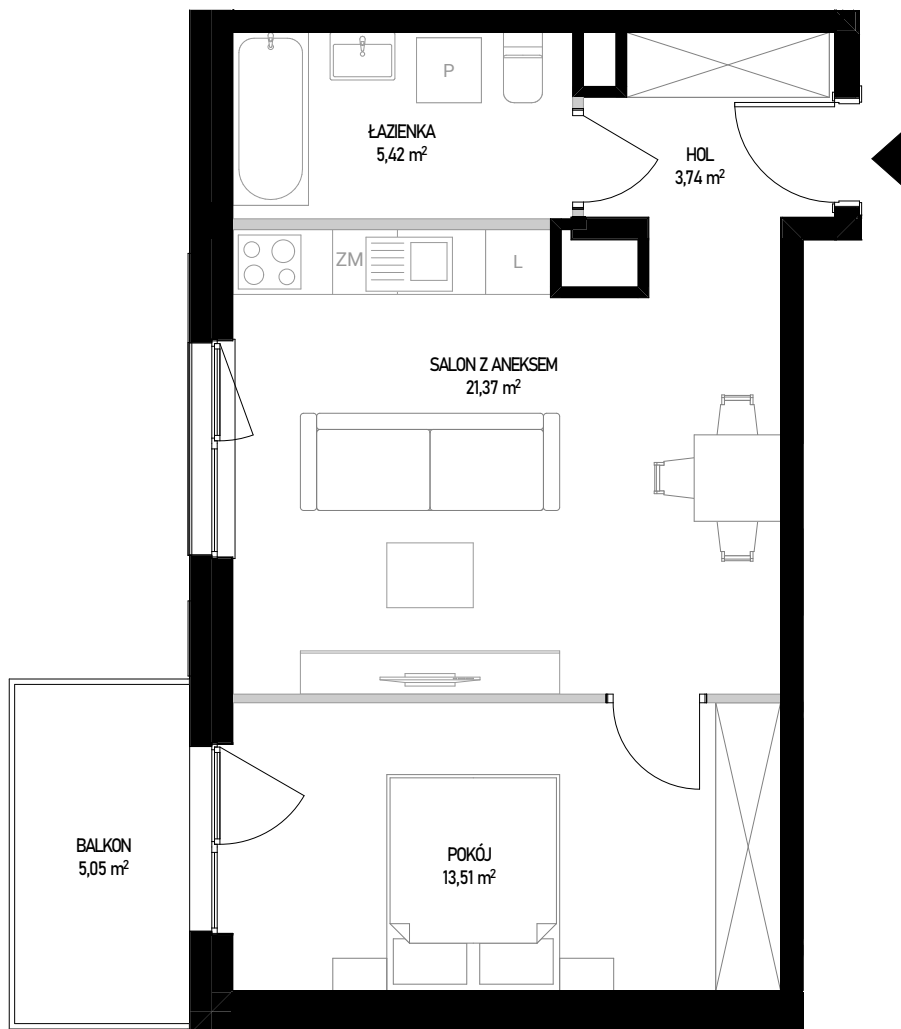 P
ŁAZIENKA
5,42 m²
HOL
3,74 m²
ZM
L
SALON Z ANEKSEM
21,37 m²
BALKON
5,05 m²
POKÓJ
13,51 m²